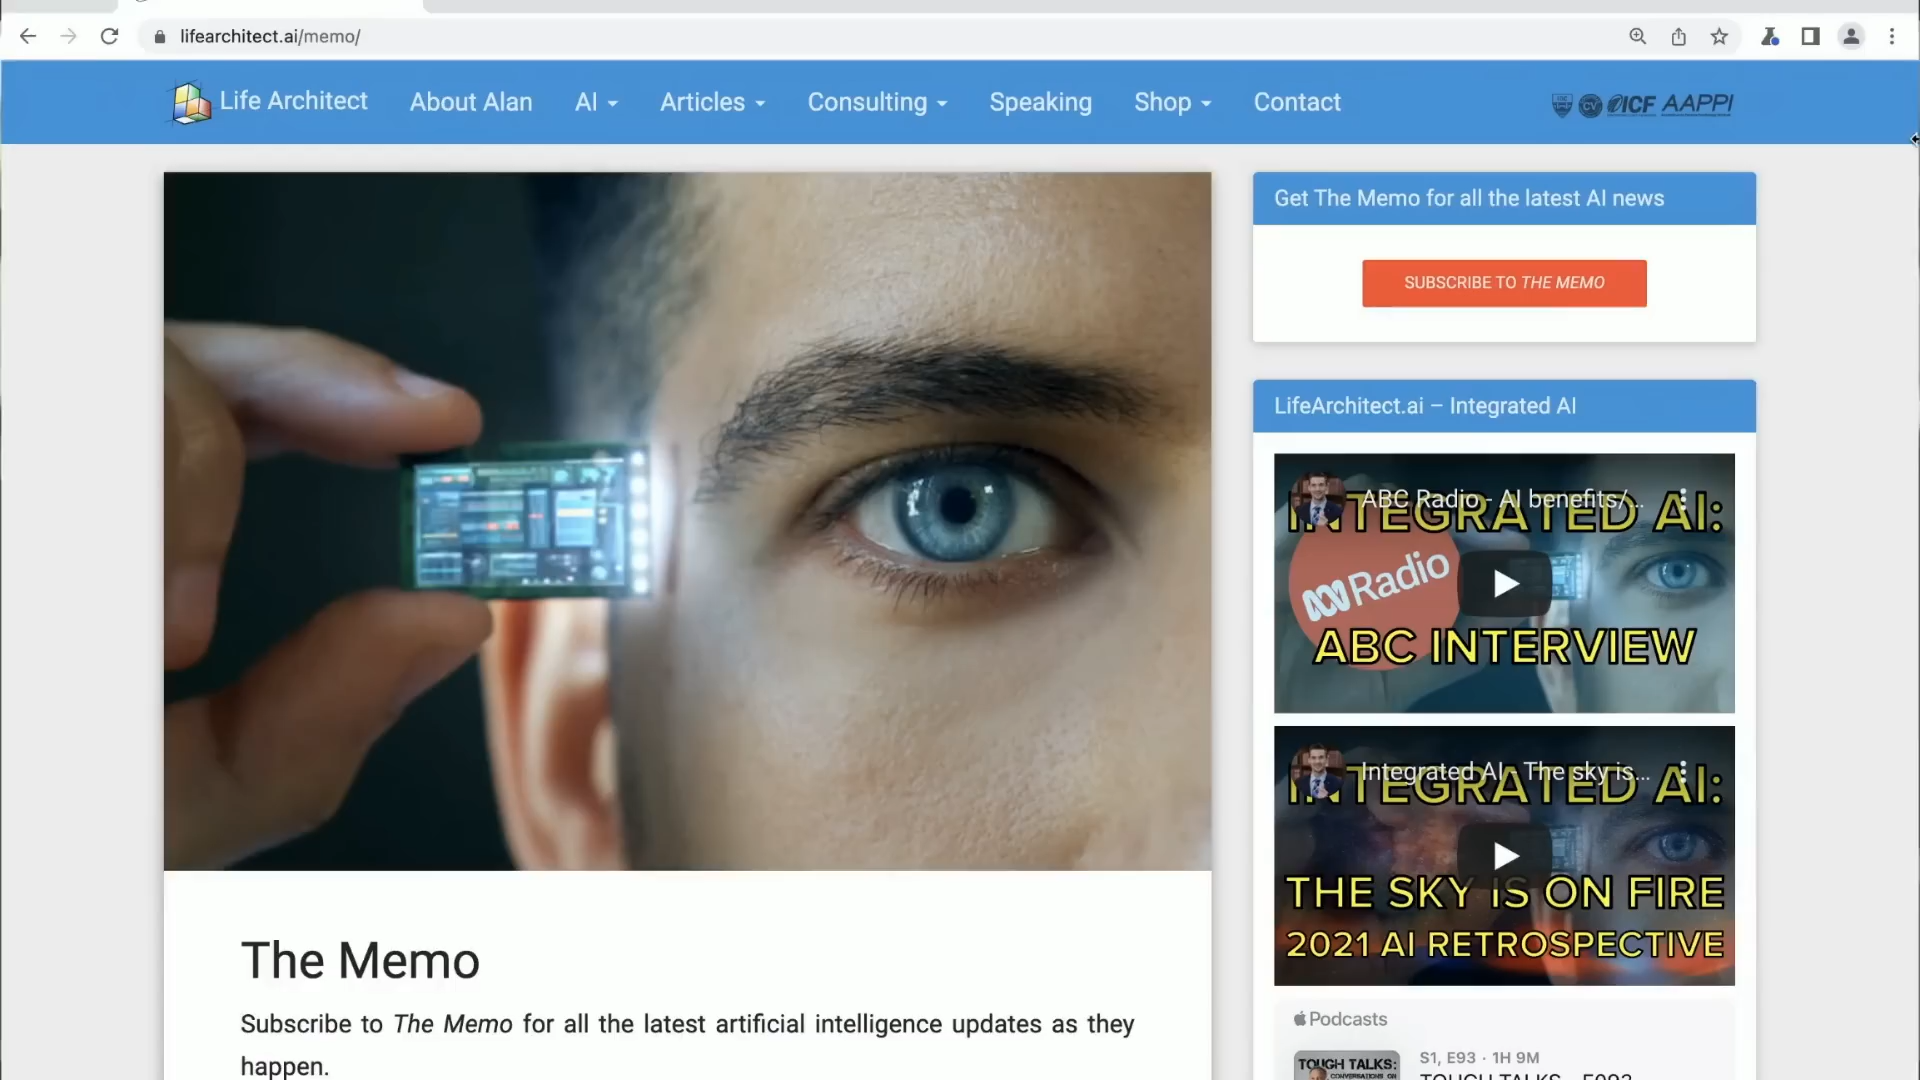 lifearchitect.ai/memo/
Life Architect
About Alan
AI
Articles
Consulting
Speaking
Shop
Contact
ICF AAPPI
Get The Memo for all the latest AI news
SUBSCRIBE TO THE MEMO
LifeArchitect.ai – Integrated AI
ABC Radio - AI benefits/...
INTEGRATED AI:
Radio
ABC INTERVIEW
Integrated AI - The sky is...
INTEGRATED AI:
THE SKY IS ON FIRE
2021 AI RETROSPECTIVE
The Memo
Subscribe to The Memo for all the latest artificial intelligence updates as they
happen.
Podcasts
TOUGH TALKS:
S1, E93 · 1H 9M
TOUGH TALKS - E093